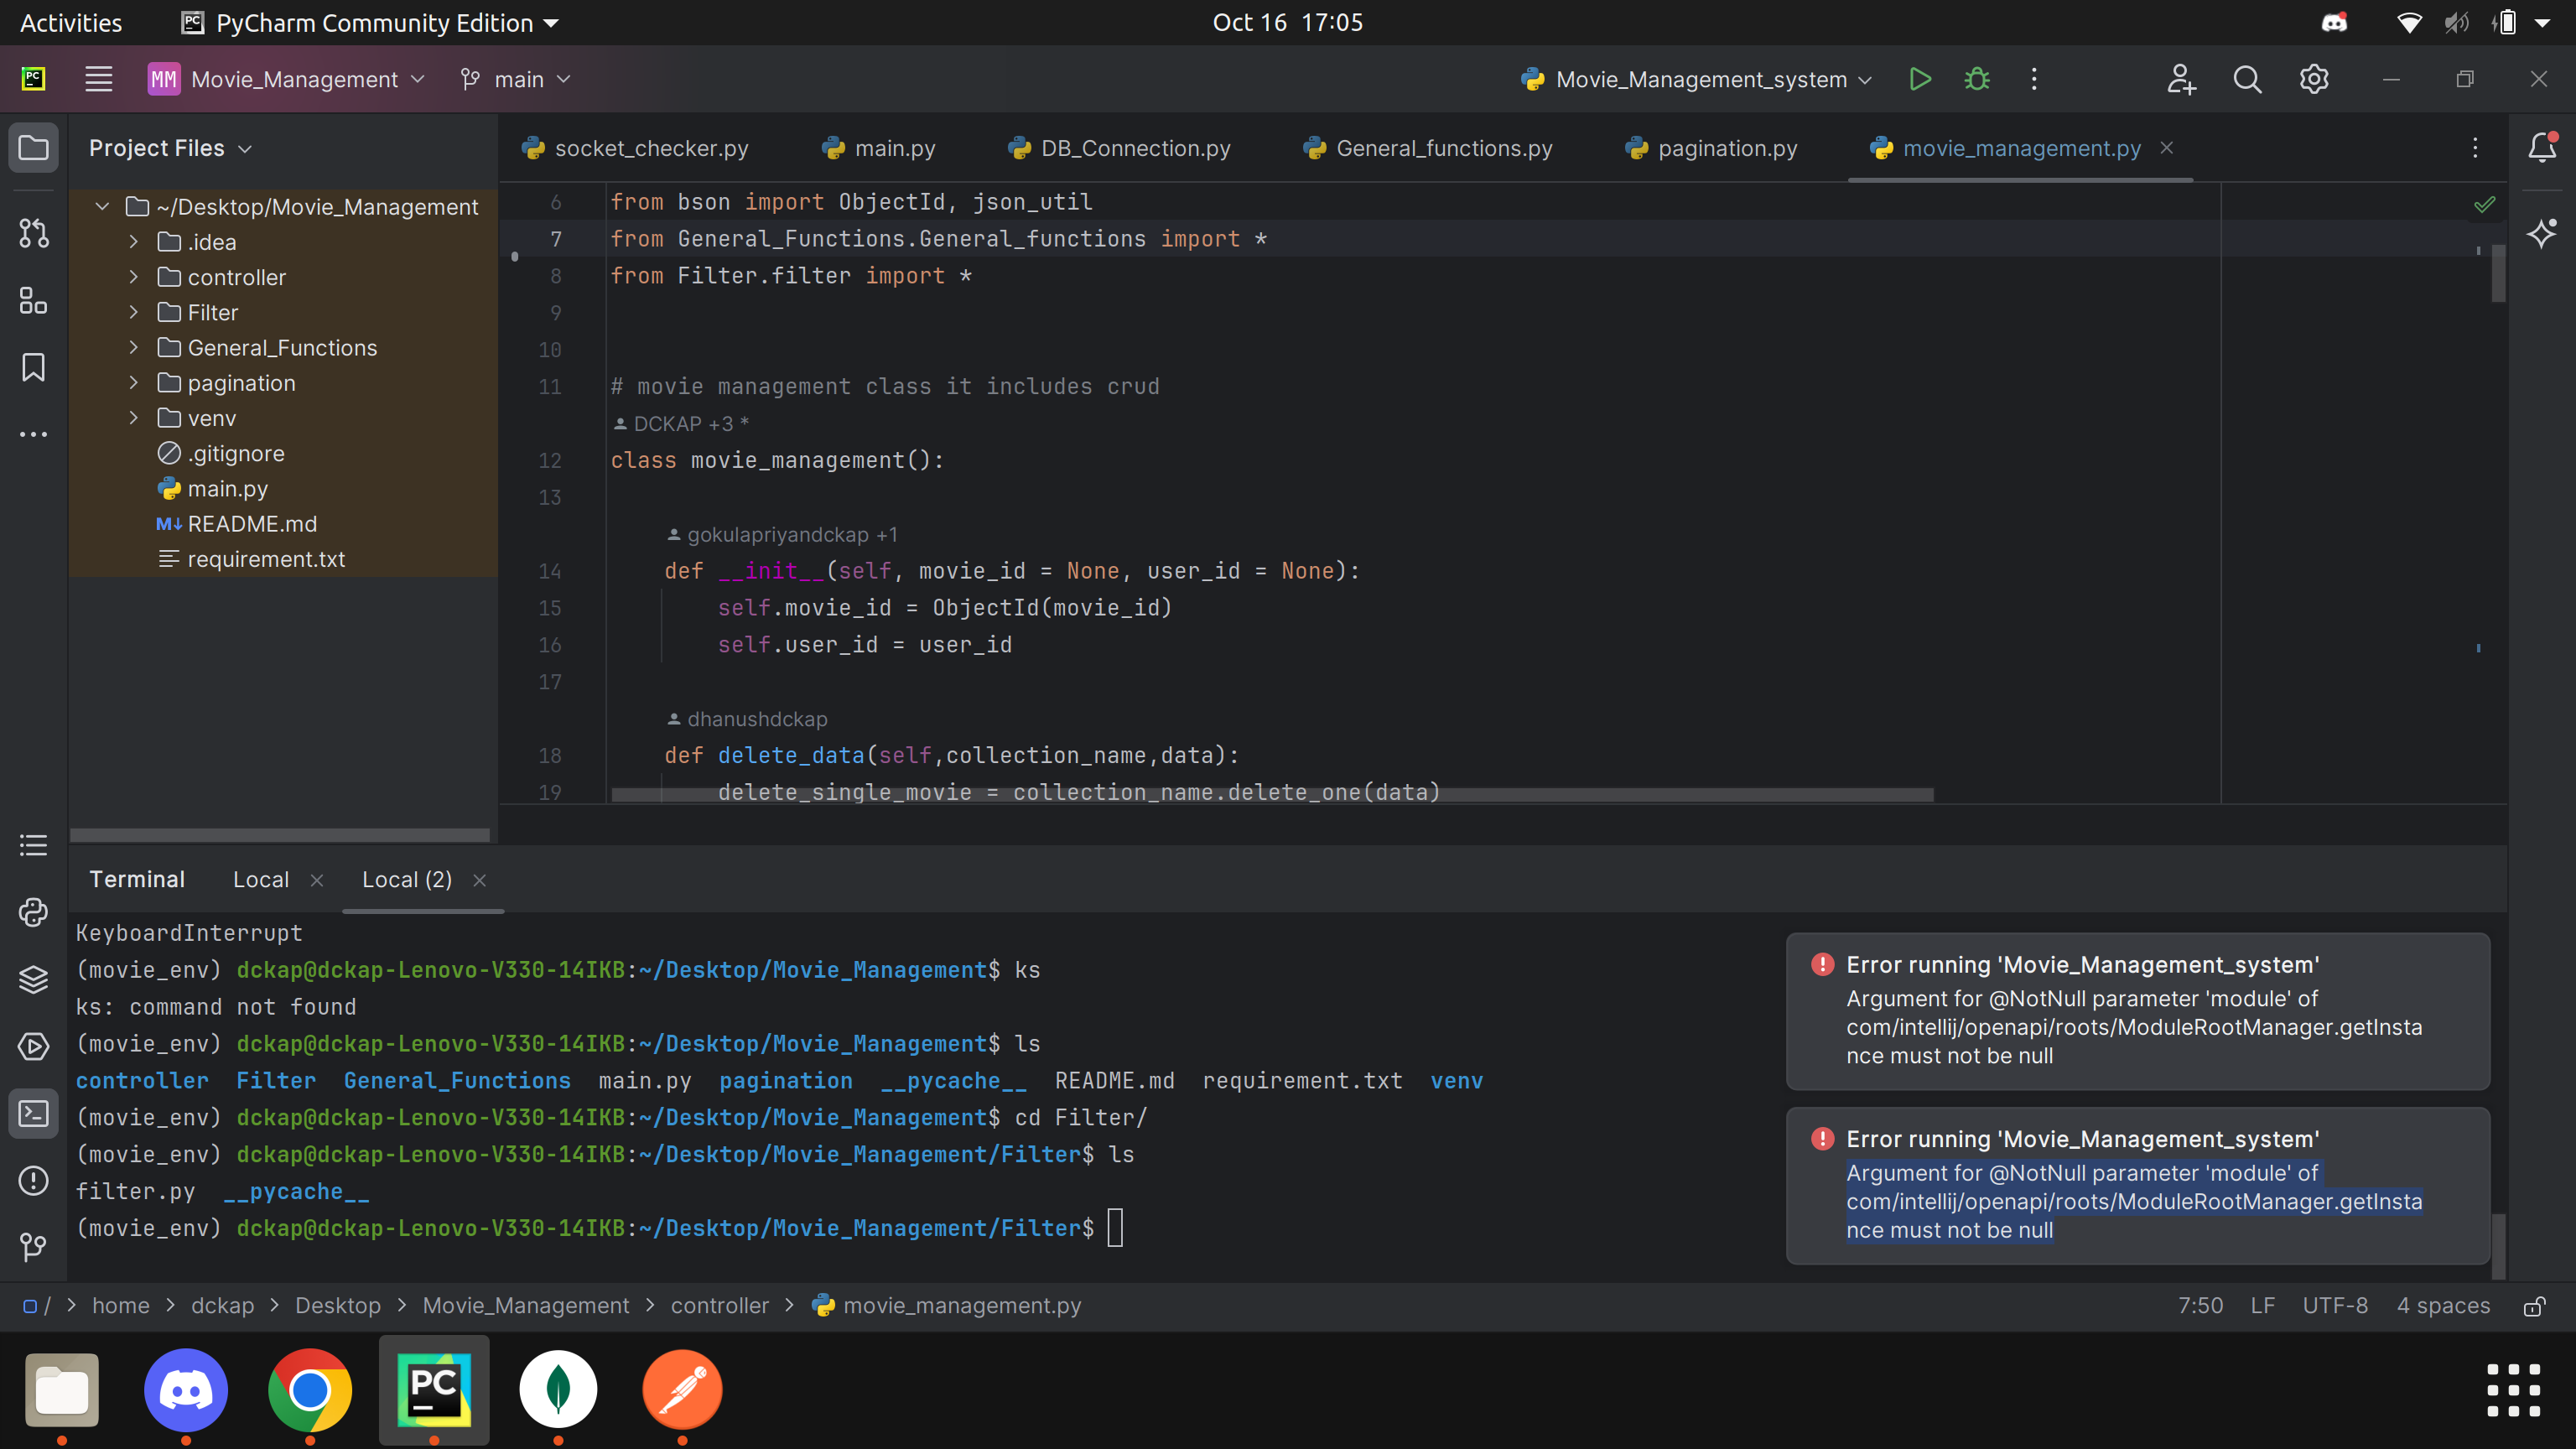 Activities PyCharm Community Edition Oct 16 17:05
PC MM Movie_Management main Movie_Management_system
Project Files
socket_checker.py main.py DB_Connection.py General_functions.py pagination.py movie_management.py
~/Desktop/Movie_Management
.idea
controller
Filter
General_Functions
pagination
venv
.gitignore
main.py
M↓ README.md
requirement.txt
6 from bson import ObjectId, json_util
7 from General_Functions.General_functions import *
8 from Filter.filter import *
9
10
11 # movie management class it includes crud
DCKAP +3 *
12 class movie_management():
13
gokulapriyandckap +1
14 def __init__(self, movie_id = None, user_id = None):
15 self.movie_id = ObjectId(movie_id)
16 self.user_id = user_id
17
dhanushdckap
18 def delete_data(self,collection_name,data):
19 delete_single_movie = collection_name.delete_one(data)
Terminal Local Local (2)
KeyboardInterrupt
(movie_env) dckap@dckap-Lenovo-V330-14IKB:~/Desktop/Movie_Management$ ks
ks: command not found
(movie_env) dckap@dckap-Lenovo-V330-14IKB:~/Desktop/Movie_Management$ ls
controller Filter General_Functions main.py pagination __pycache__ README.md requirement.txt venv
(movie_env) dckap@dckap-Lenovo-V330-14IKB:~/Desktop/Movie_Management$ cd Filter/
(movie_env) dckap@dckap-Lenovo-V330-14IKB:~/Desktop/Movie_Management/Filter$ ls
filter.py __pycache__
(movie_env) dckap@dckap-Lenovo-V330-14IKB:~/Desktop/Movie_Management/Filter$
Error running 'Movie_Management_system'
Argument for @NotNull parameter 'module' of
com/intellij/openapi/roots/ModuleRootManager.getInsta
nce must not be null
Error running 'Movie_Management_system'
Argument for @NotNull parameter 'module' of
com/intellij/openapi/roots/ModuleRootManager.getInsta
nce must not be null
/ > home > dckap > Desktop > Movie_Management > controller > movie_management.py 7:50 LF UTF-8 4 spaces
PC